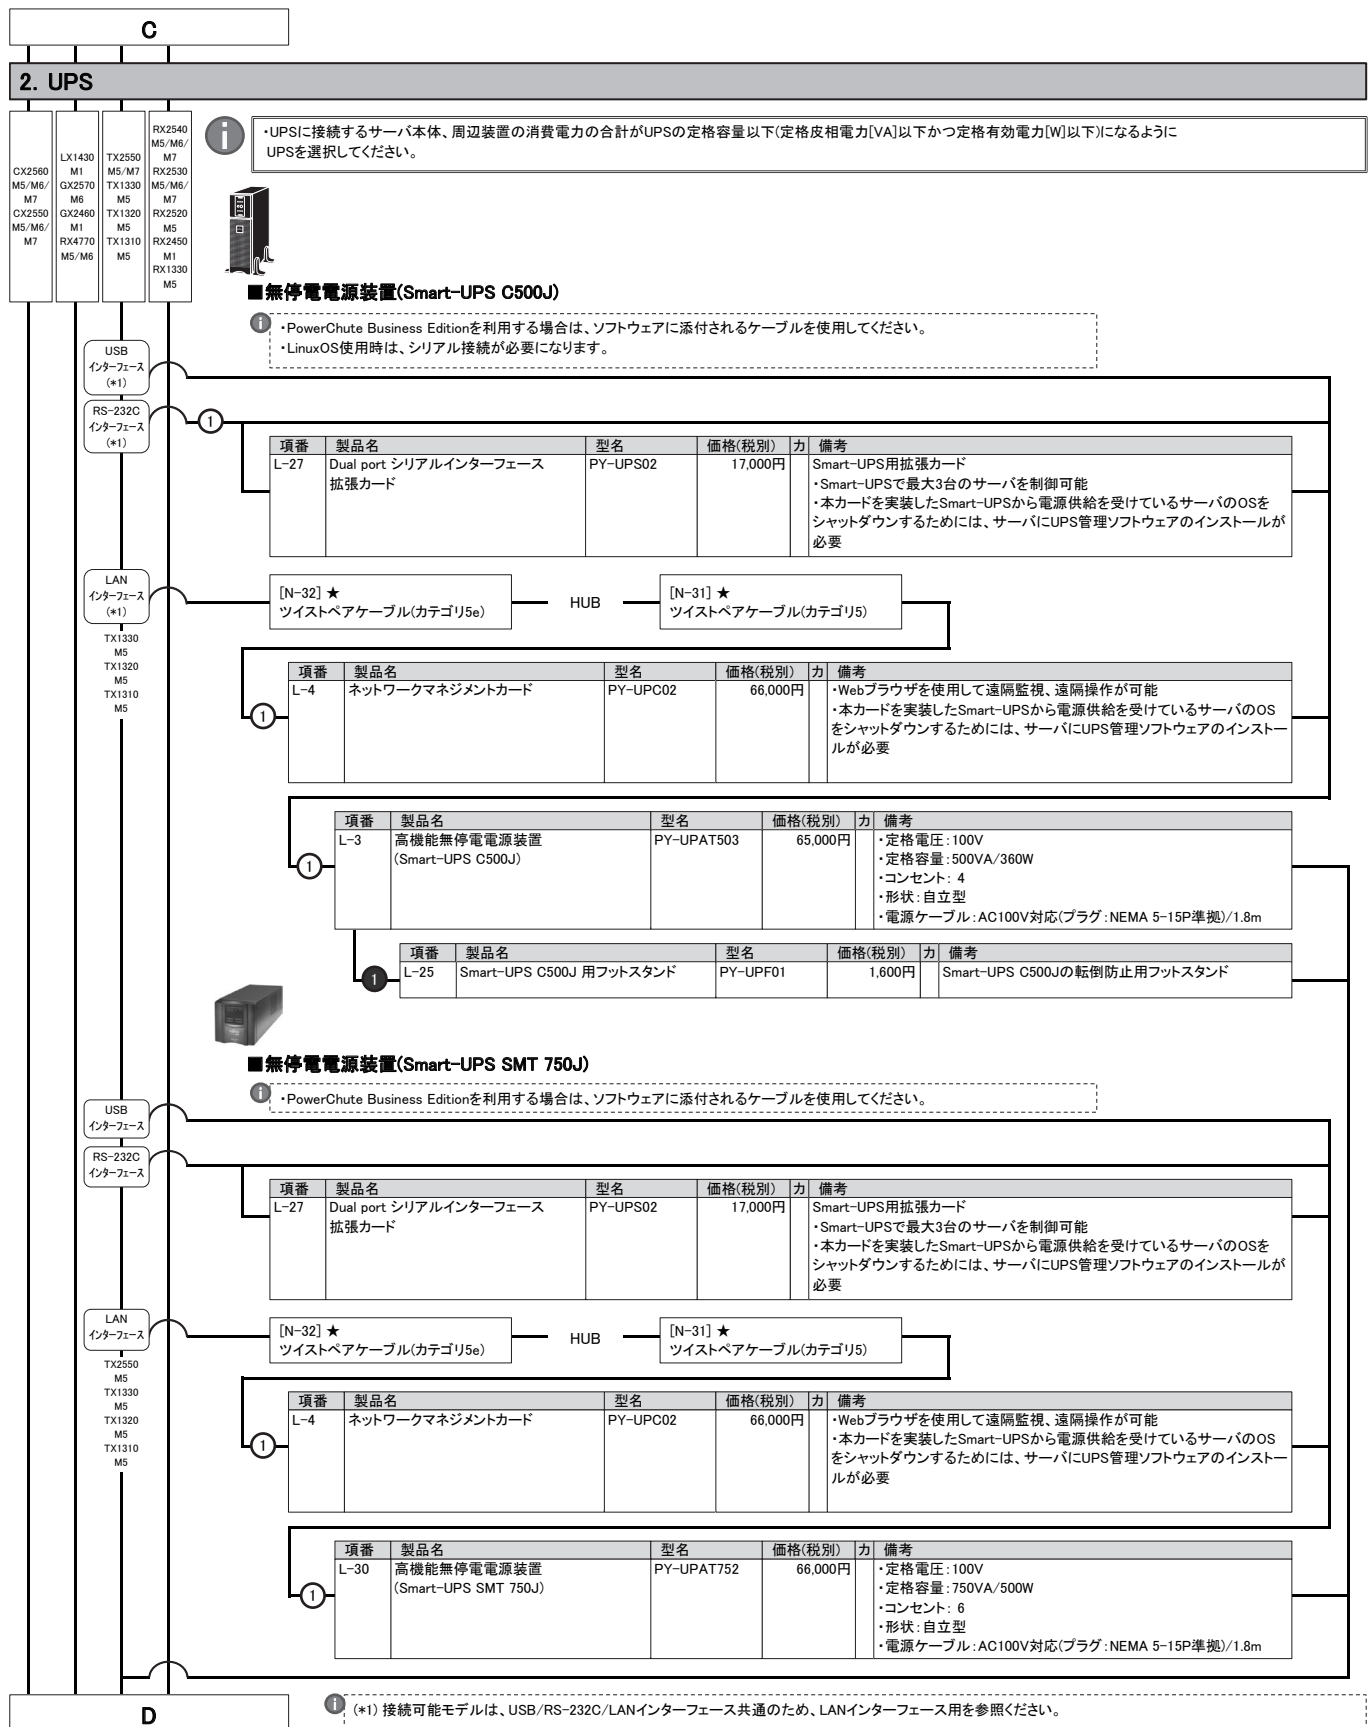 C
2. UPS
CX2560
M5/M6/
M7
CX2550
M5/M6/
M7
LX1430
M1
GX2570
M6
GX2460
M1
RX4770
M5/M6
TX2550
M5/M7
TX1330
M5
TX1320
M5
TX1310
M5
RX2540
M5/M6/
M7
RX2530
M5/M6/
M7
RX2520
M5
RX2450
M1
RX1330
M5
i
・UPSに接続するサーバ本体、周辺装置の消費電力の合計がUPSの定格容量以下(定格皮相電力[VA]以下かつ定格有効電力[W]以下)になるように
UPSを選択してください。
■無停電電源装置(Smart-UPS C500J)
i
・PowerChute Business Editionを利用する場合は、ソフトウェアに添付されるケーブルを使用してください。
・LinuxOS使用時は、シリアル接続が必要になります。
USB
インターフェース
(*1)
RS-232C
インターフェース
(*1)
1
項番 製品名 型名 価格(税別) カ 備考
L-27 Dual port シリアルインターフェース PY-UPS02 17,000円 Smart-UPS用拡張カード
拡張カード ・Smart-UPSで最大3台のサーバを制御可能
・本カードを実装したSmart-UPSから電源供給を受けているサーバのOSを
シャットダウンするためには、サーバにUPS管理ソフトウェアのインストールが
必要
LAN
インターフェース
(*1)
TX1330
M5
TX1320
M5
TX1310
M5
[N-32] ★
ツイストペアケーブル(カテゴリ5e)
HUB
[N-31] ★
ツイストペアケーブル(カテゴリ5)
項番 製品名 型名 価格(税別) カ 備考
1
L-4 ネットワークマネジメントカード PY-UPC02 66,000円 ・Webブラウザを使用して遠隔監視、遠隔操作が可能
・本カードを実装したSmart-UPSから電源供給を受けているサーバのOS
をシャットダウンするためには、サーバにUPS管理ソフトウェアのインストー
ルが必要
項番 製品名 型名 価格(税別) カ 備考
1
L-3 高機能無停電電源装置 PY-UPAT503 65,000円 ・定格電圧：100V
(Smart-UPS C500J) ・定格容量：500VA/360W
・コンセント： 4
・形状：自立型
・電源ケーブル：AC100V対応(プラグ：NEMA 5-15P準拠)/1.8m
項番 製品名 型名 価格(税別) カ 備考
1
L-25 Smart-UPS C500J 用フットスタンド PY-UPF01 1,600円 Smart-UPS C500Jの転倒防止用フットスタンド
■無停電電源装置(Smart-UPS SMT 750J)
i
・PowerChute Business Editionを利用する場合は、ソフトウェアに添付されるケーブルを使用してください。
USB
インターフェース
RS-232C
インターフェース
項番 製品名 型名 価格(税別) カ 備考
L-27 Dual port シリアルインターフェース PY-UPS02 17,000円 Smart-UPS用拡張カード
拡張カード ・Smart-UPSで最大3台のサーバを制御可能
・本カードを実装したSmart-UPSから電源供給を受けているサーバのOSを
シャットダウンするためには、サーバにUPS管理ソフトウェアのインストールが
必要
LAN
インターフェース
TX2550
M5
TX1330
M5
TX1320
M5
TX1310
M5
[N-32] ★
ツイストペアケーブル(カテゴリ5e)
HUB
[N-31] ★
ツイストペアケーブル(カテゴリ5)
項番 製品名 型名 価格(税別) カ 備考
1
L-4 ネットワークマネジメントカード PY-UPC02 66,000円 ・Webブラウザを使用して遠隔監視、遠隔操作が可能
・本カードを実装したSmart-UPSから電源供給を受けているサーバのOS
をシャットダウンするためには、サーバにUPS管理ソフトウェアのインストー
ルが必要
項番 製品名 型名 価格(税別) カ 備考
1
L-30 高機能無停電電源装置 PY-UPAT752 66,000円 ・定格電圧：100V
(Smart-UPS SMT 750J) ・定格容量：750VA/500W
・コンセント： 6
・形状：自立型
・電源ケーブル：AC100V対応(プラグ：NEMA 5-15P準拠)/1.8m
D
i
(*1) 接続可能モデルは、USB/RS-232C/LANインターフェース共通のため、LANインターフェース用を参照ください。